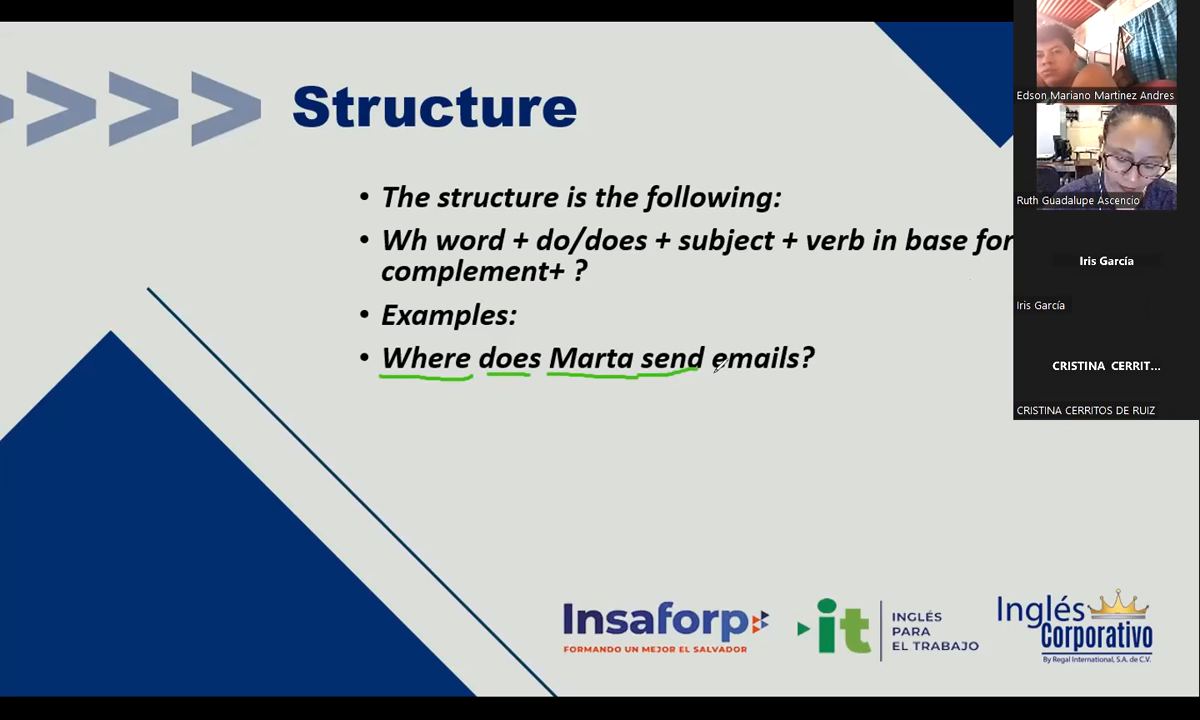 Structure
• The structure is the following:
• Wh word + do/does + subject + verb in base for
complement+ ?
• Examples:
• Where does Marta send emails?
Edson Mariano Martinez Andres
Ruth Guadalupe Ascencio
Iris García
Iris García
CRISTINA CERRIT...
CRISTINA CERRITOS DE RUIZ
Insaforp
FORMANDO UN MEJOR EL SALVADOR
it
INGLÉS
PARA
EL TRABAJO
Inglés
Corporativo
By Regal International, S.A. de C.V.